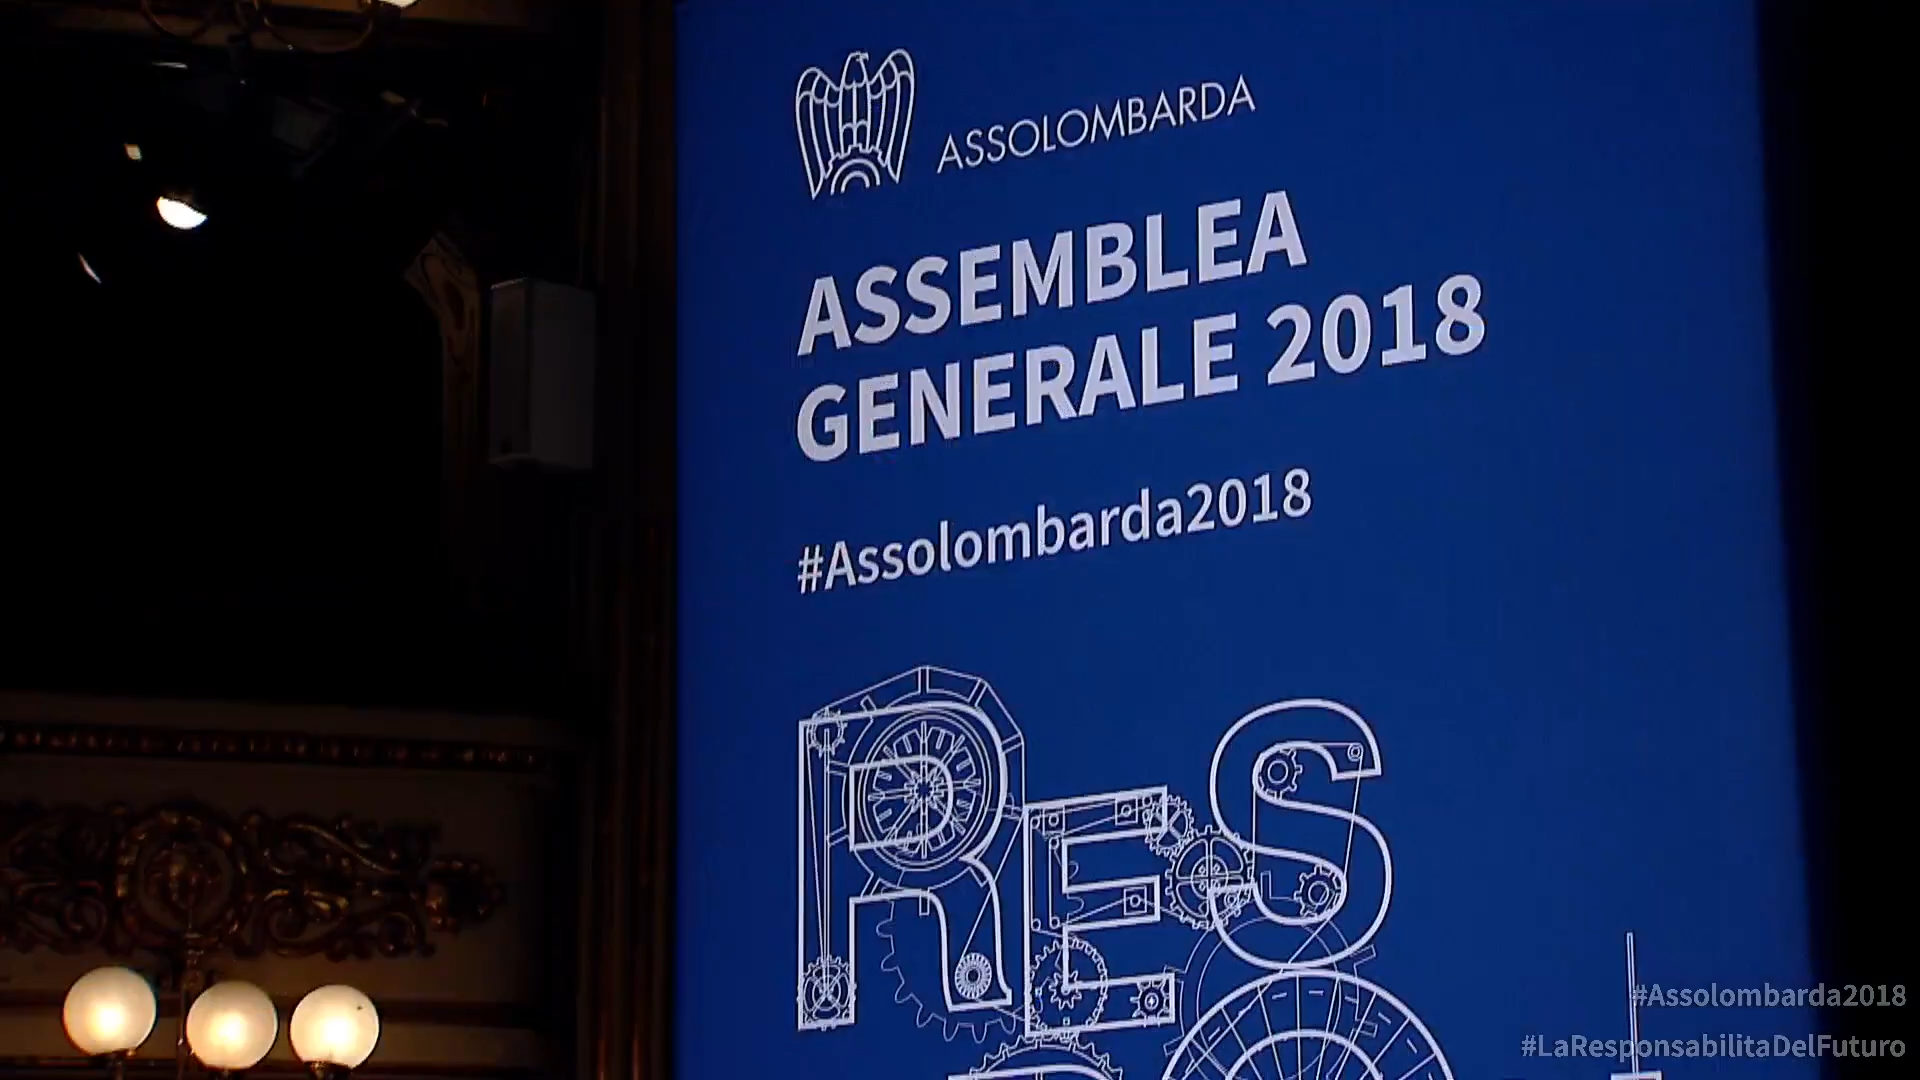 ASSOLOMBARDA
ASSEMBLEA
GENERALE 2018
#Assolombarda2018
RES
#Assolombarda2018
#LaResponsabilitaDelFuturo